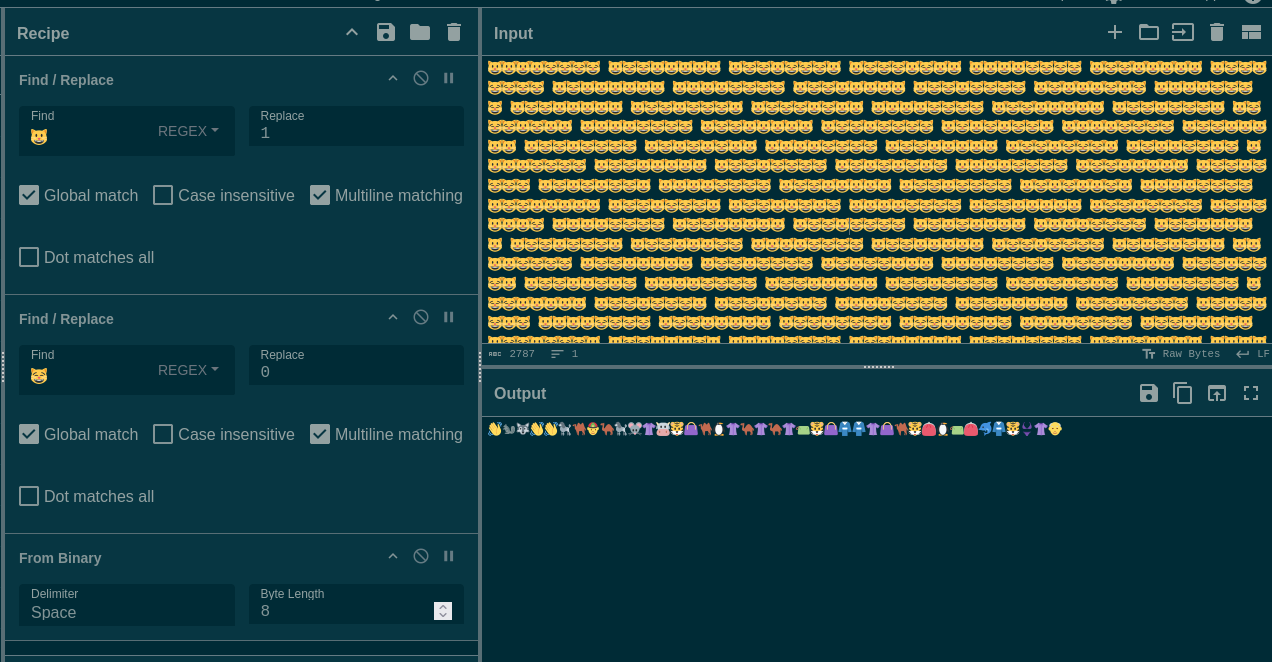 Recipe
Find / Replace
Find
😺
REGEX
Replace
1
Global match
Case insensitive
Multiline matching
Dot matches all
Find / Replace
Find
😸
REGEX
Replace
0
Global match
Case insensitive
Multiline matching
Dot matches all
From Binary
Delimiter
Space
Byte Length
8
Input
2787
1
Raw Bytes
LF
Output